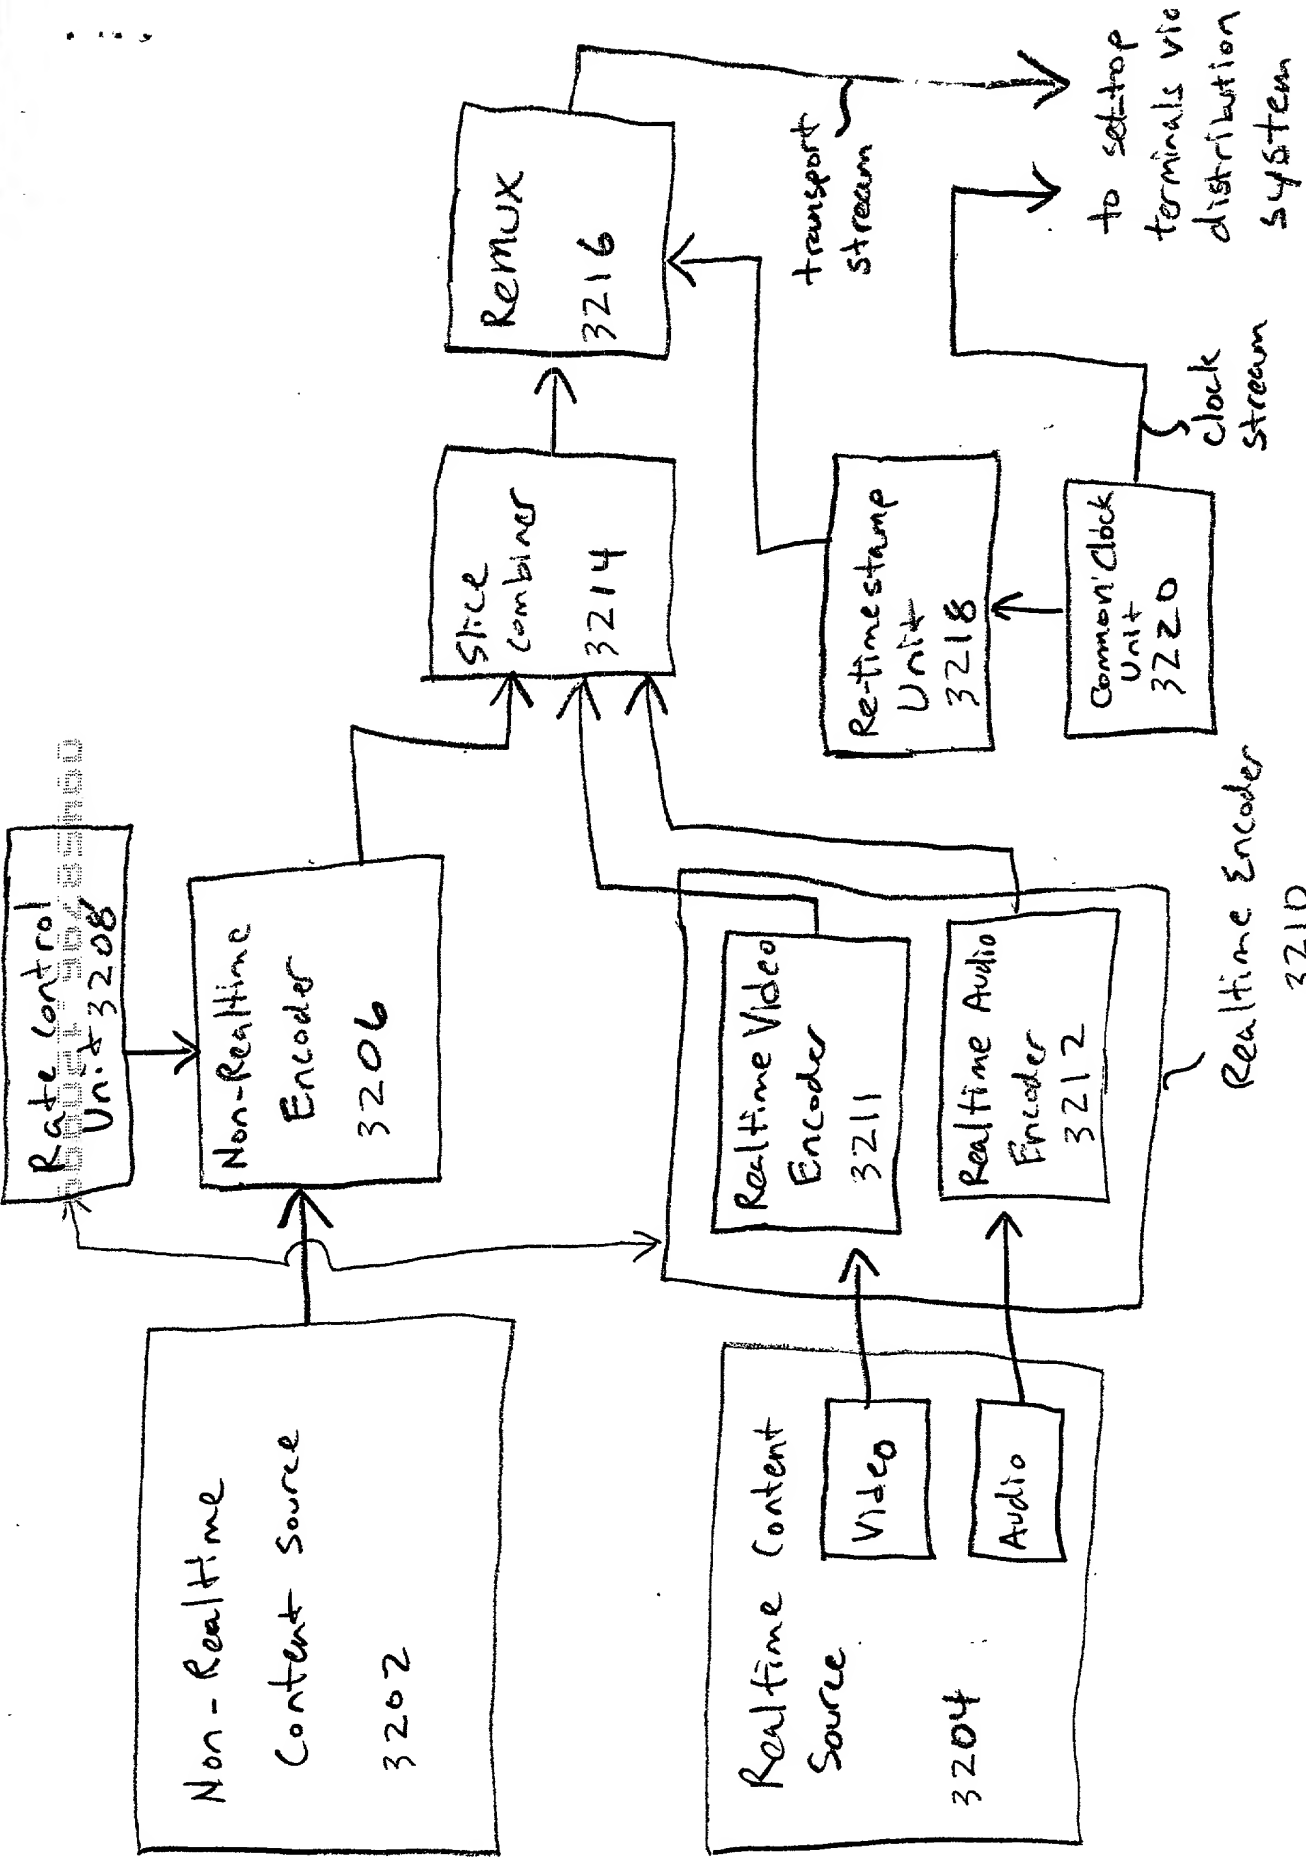 Rate Control
Unit 3208
Non-Realtime
Content Source
3202
Non-Realtime
Encoder
3206
Slice
Combiner
3214
ReMUX
3216
transport
stream
Realtime Content
Source
3204
Video
Audio
Realtime Video
Encoder
3211
Realtime Audio
Encoder
3212
Realtime Encoder
3210
Re-timestamp
Unit
3218
Common Clock
Unit
3220
clock
stream
to set-top
terminals via
distribution
system